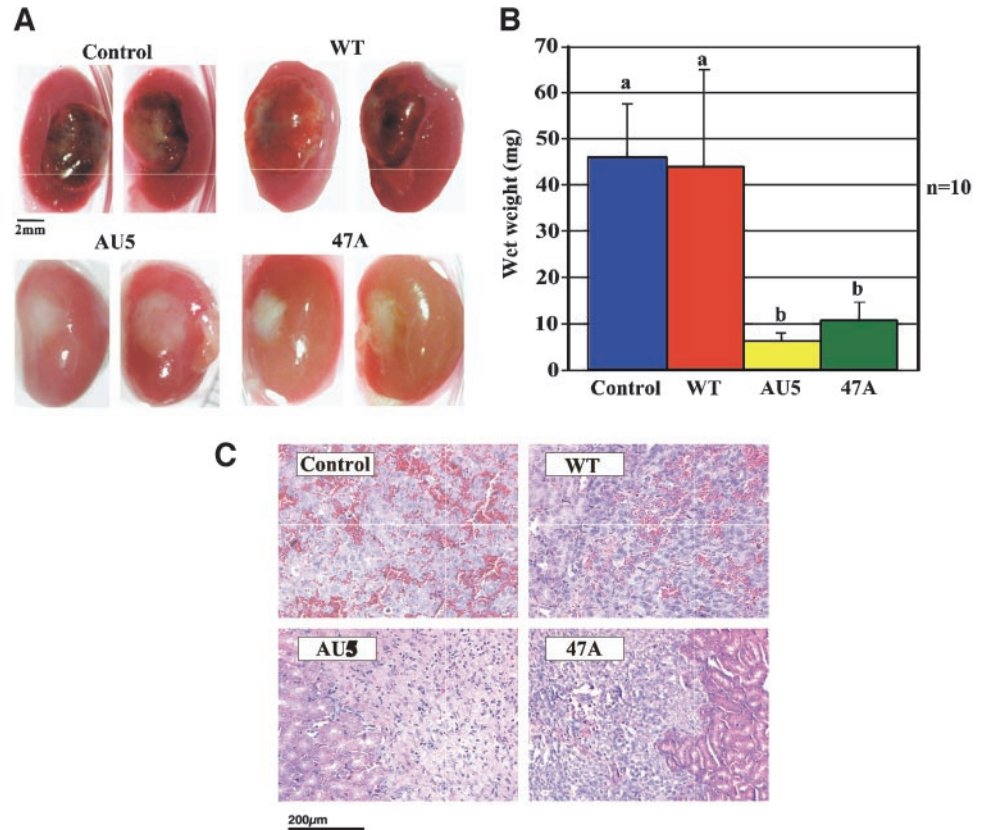 A
Control
WT
2mm
AU5
47A
B
70
60
50
40
30
20
10
0
Wet weight (mg)
a
a
b
b
n=10
Control
WT
AU5
47A
C
Control
WT
AU5
47A
200µm